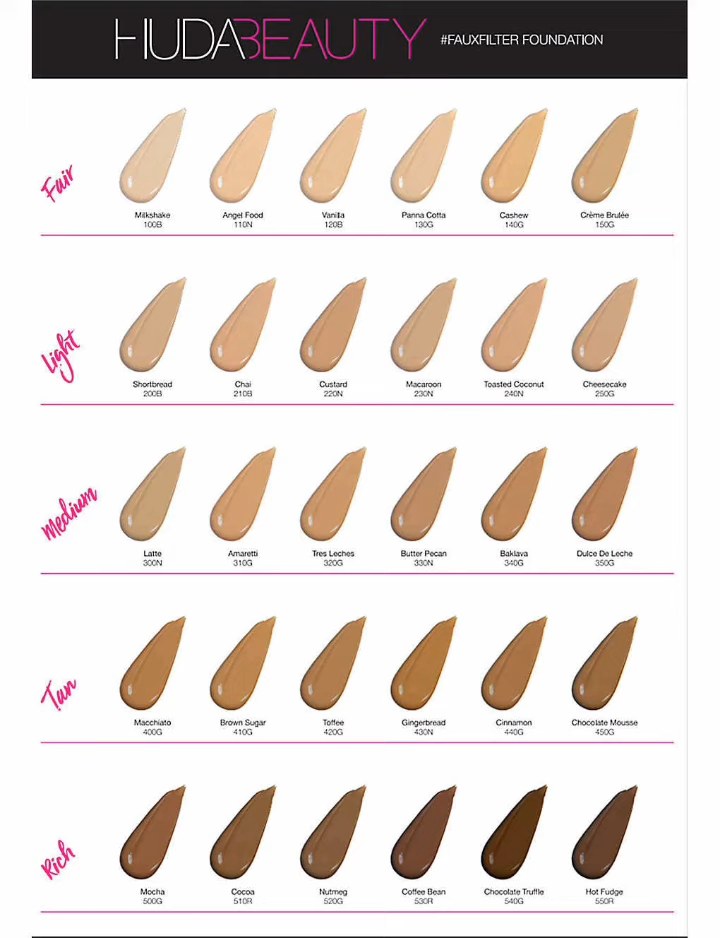 HUDABEAUTY #FAUXFILTER FOUNDATION
Fair
Milkshake Angel Food Vanilla Panna Cotta Cashew Crème Brulée
100B 110N 120B 130G 140G 150G
Light
Shortbread Chai Custard Macaroon Toasted Coconut Cheesecake
200B 210B 220N 230N 240N 250G
Medium
Latte Amaretti Tres Leches Butter Pecan Baklava Dulce De Leche
300N 310G 320G 330N 340G 350G
Tan
Macchiato Brown Sugar Toffee Gingerbread Cinnamon Chocolate Mousse
400G 410G 420G 430N 440G 450G
Rich
Mocha Cocoa Nutmeg Coffee Bean Chocolate Truffle Hot Fudge
500G 510R 520G 530R 540G 550R